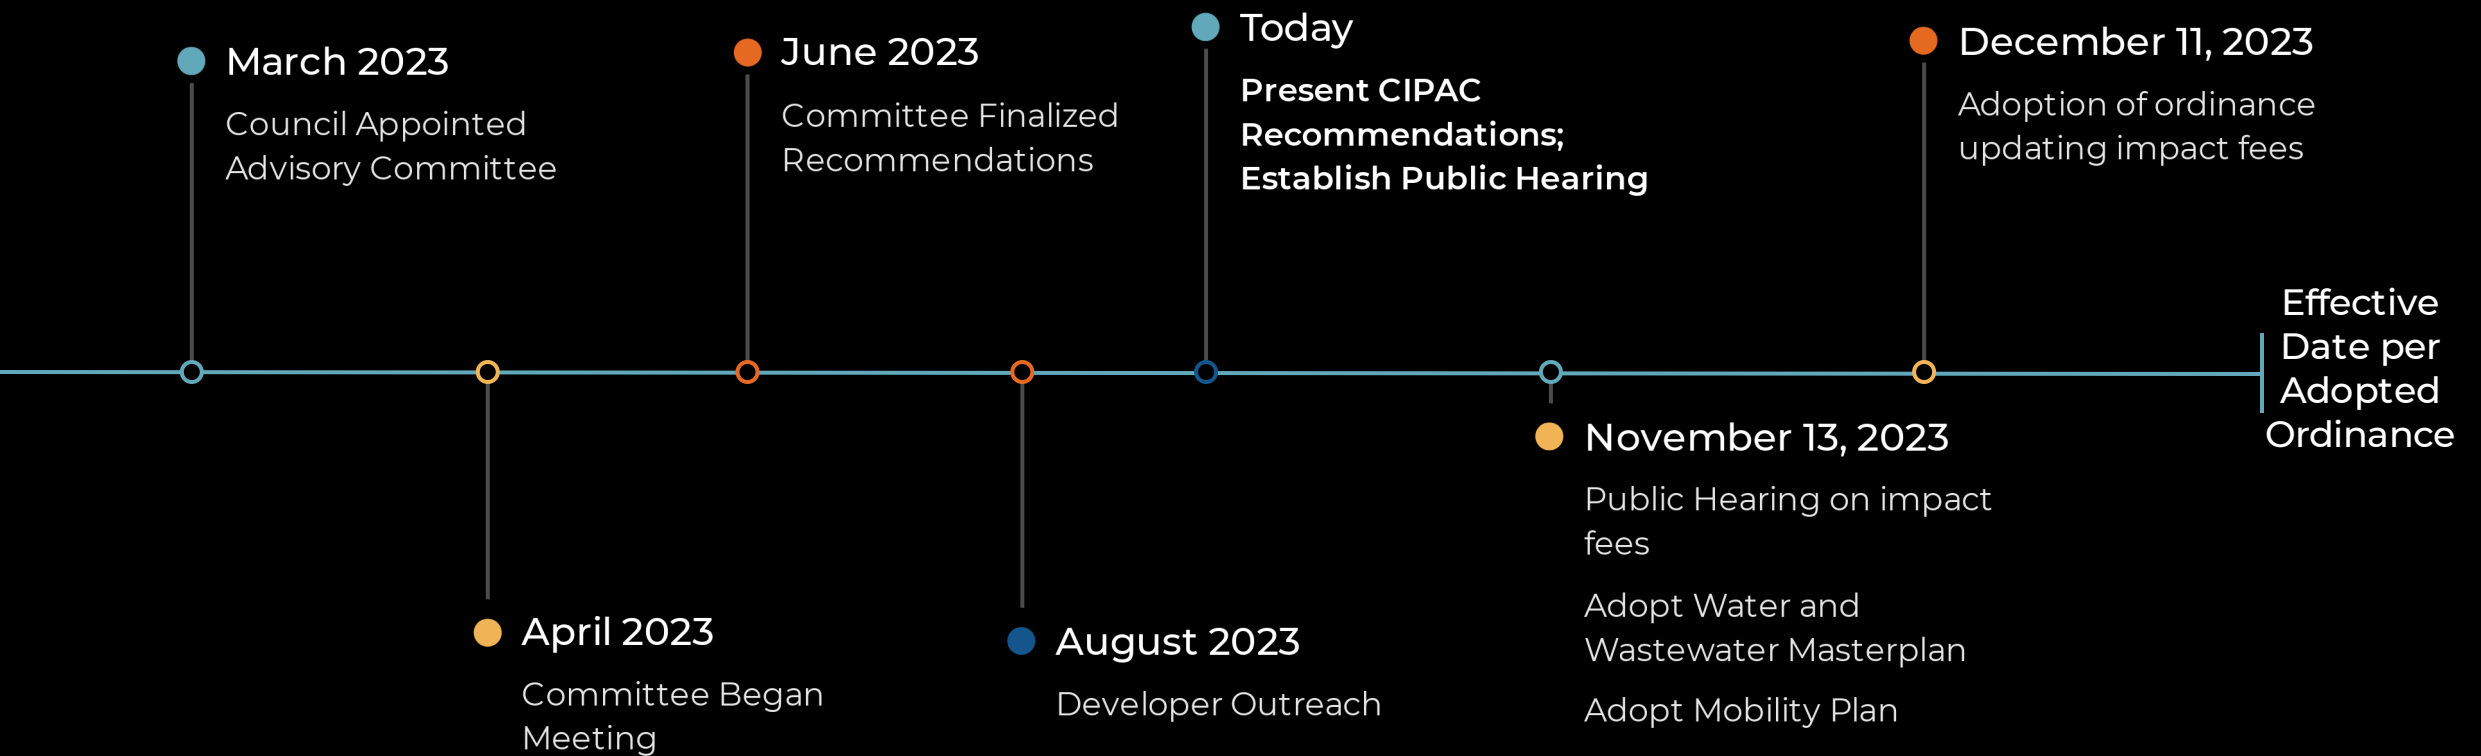 March 2023
Council Appointed
Advisory Committee
April 2023
Committee Began
Meeting
June 2023
Committee Finalized
Recommendations
August 2023
Developer Outreach
Today
Present CIPAC
Recommendations;
Establish Public Hearing
November 13, 2023
Public Hearing on impact
fees
Adopt Water and
Wastewater Masterplan
Adopt Mobility Plan
December 11, 2023
Adoption of ordinance
updating impact fees
Effective
Date per
Adopted
Ordinance